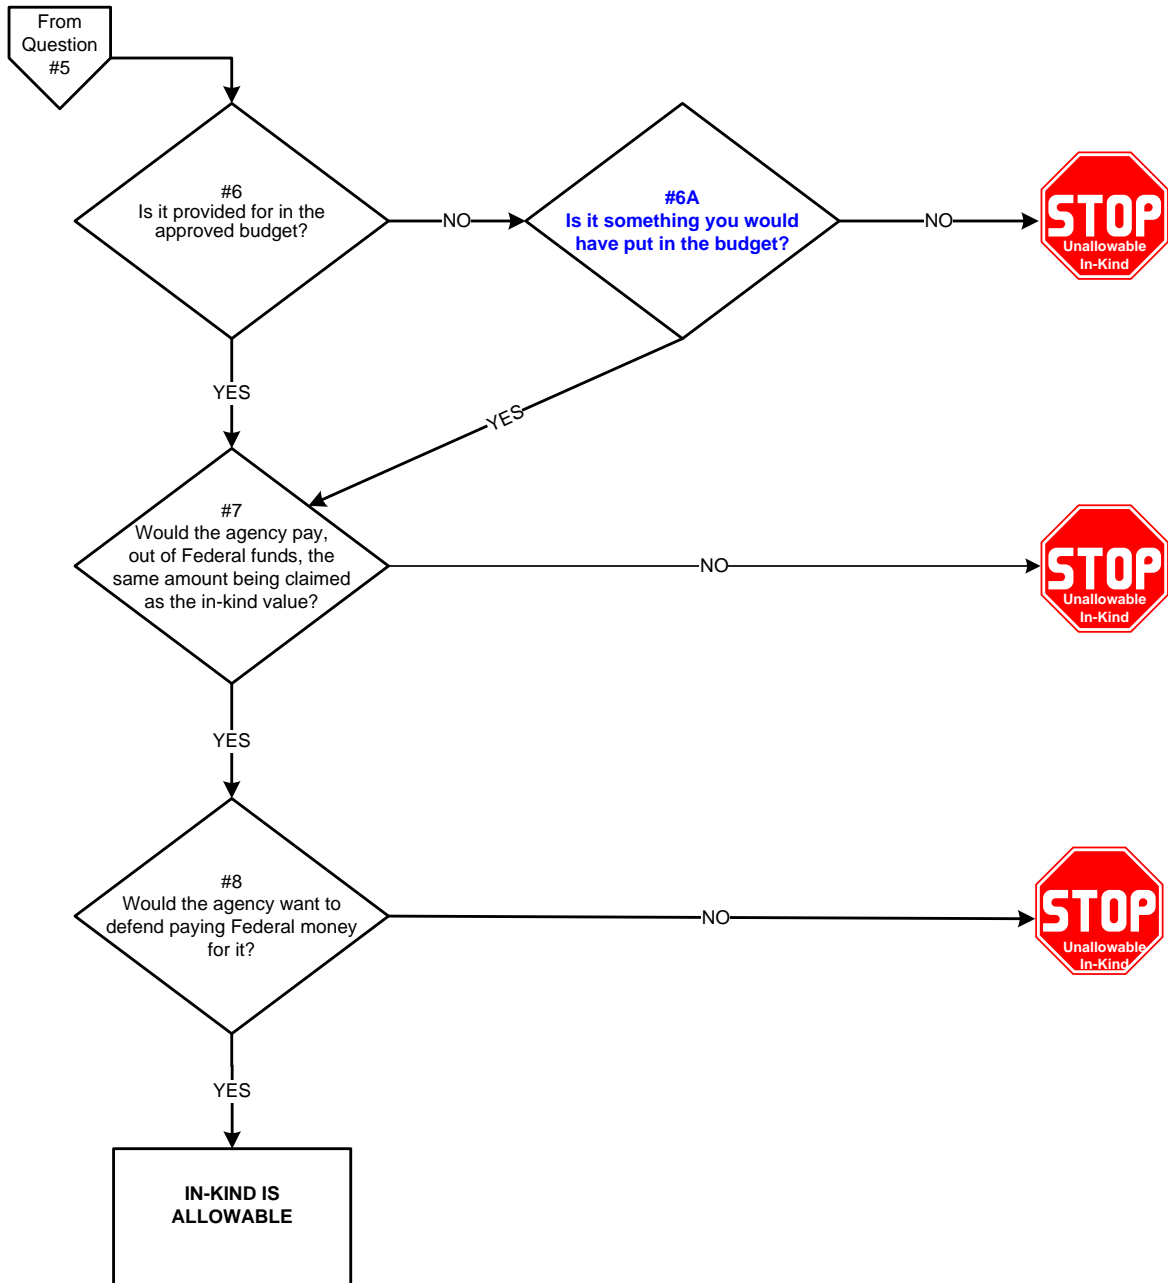 From
Question
#5
#6
Is it provided for in the
approved budget?
NO
#6A
Is it something you would
have put in the budget?
NO
STOP
Unallowable
In-Kind
YES
YES
#7
Would the agency pay,
out of Federal funds, the
same amount being claimed
as the in-kind value?
NO
STOP
Unallowable
In-Kind
YES
#8
Would the agency want to
defend paying Federal money
for it?
NO
STOP
Unallowable
In-Kind
YES
IN-KIND IS
ALLOWABLE